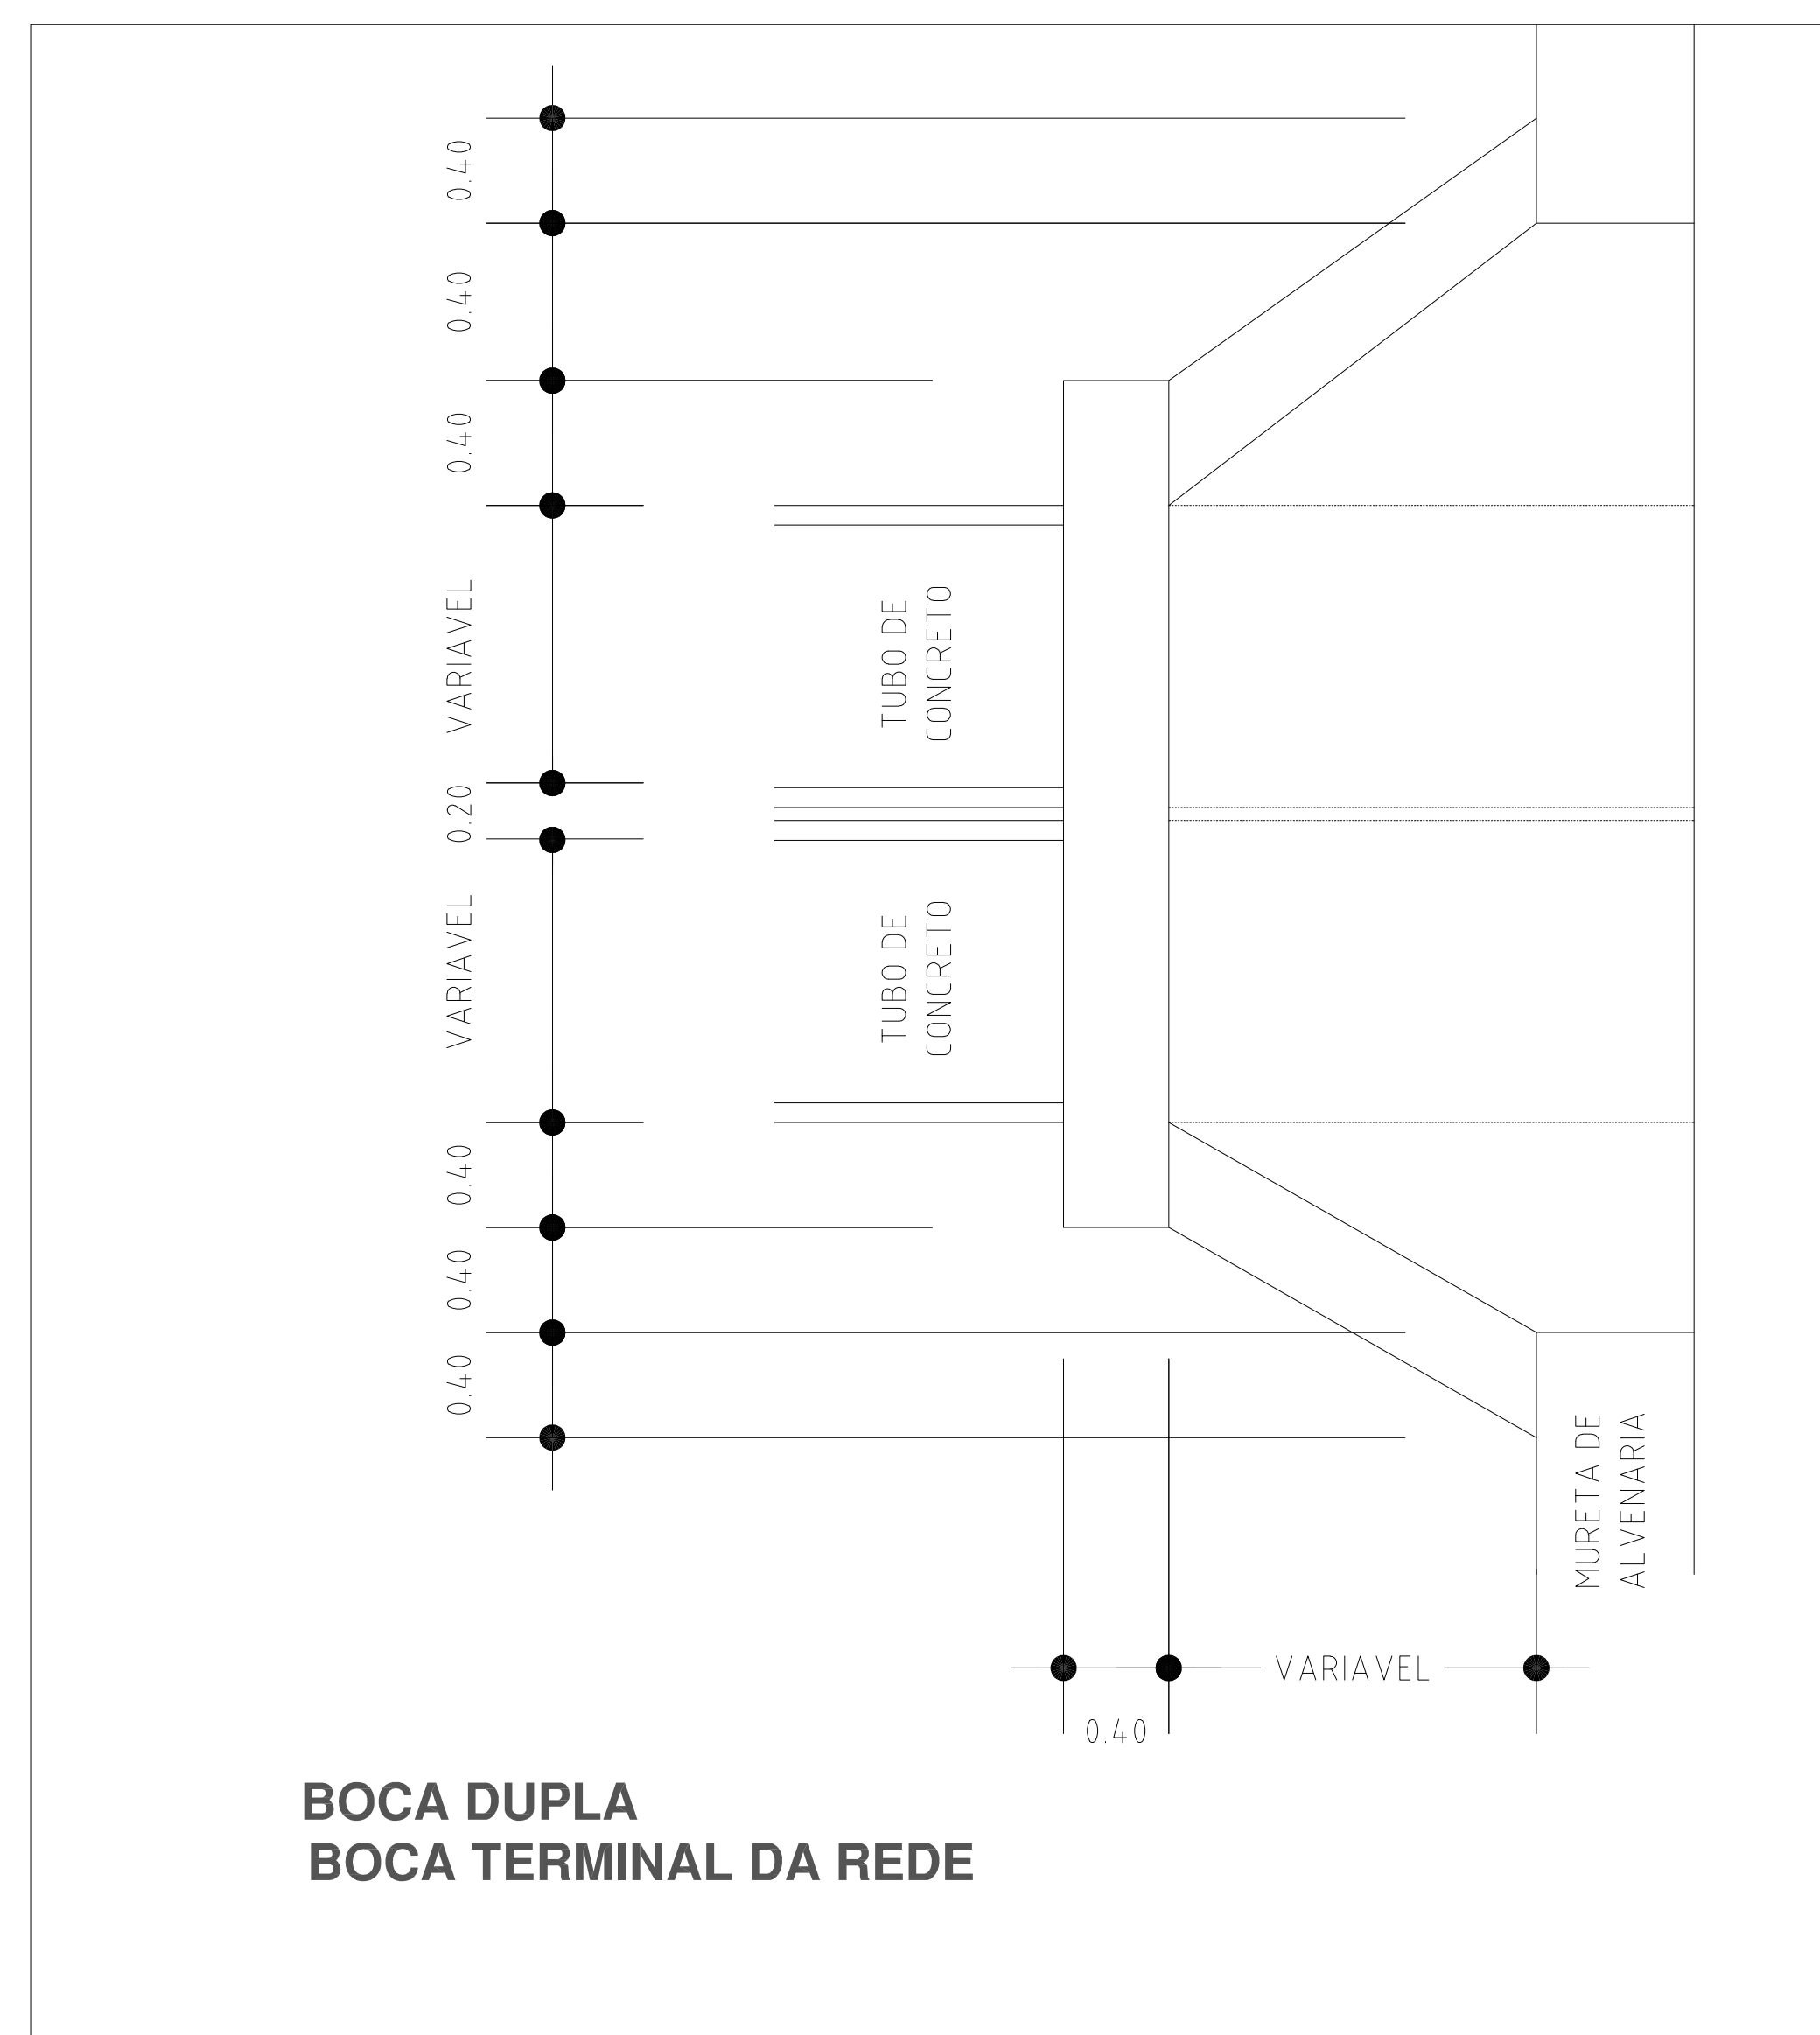 0.40
0.40
0.40
VARIAVEL
0.20
VARIAVEL
0.40
0.40
0.40
TUBO DE
CONCRETO
TUBO DE
CONCRETO
MURETA DE
ALVENARIA
VARIAVEL
0.40
BOCA DUPLA
BOCA TERMINAL DA REDE